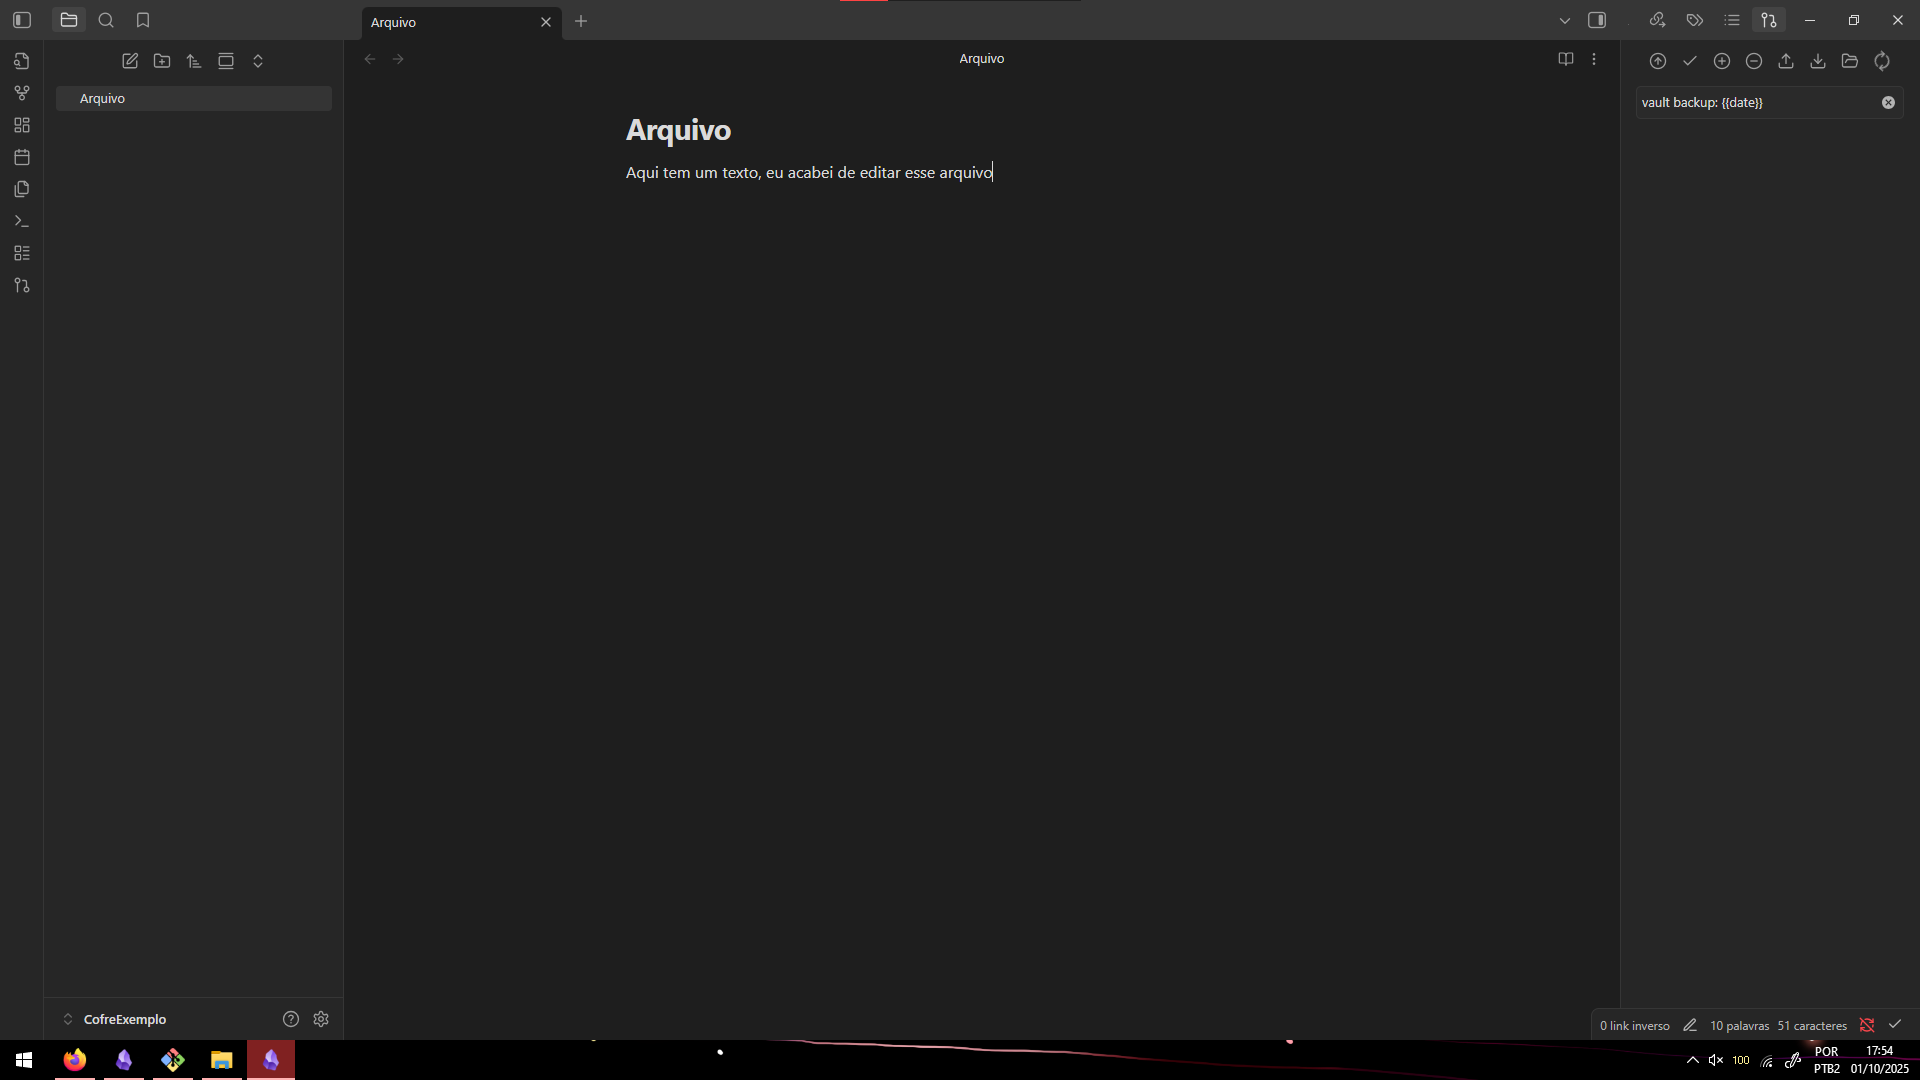 Arquivo
Arquivo
vault backup: {{date}}
Arquivo
Arquivo
Aqui tem um texto, eu acabei de editar esse arquivo
CofreExemplo
0 link inverso
10 palavras
51 caracteres
100
POR
PTB2
17:54
01/10/2025